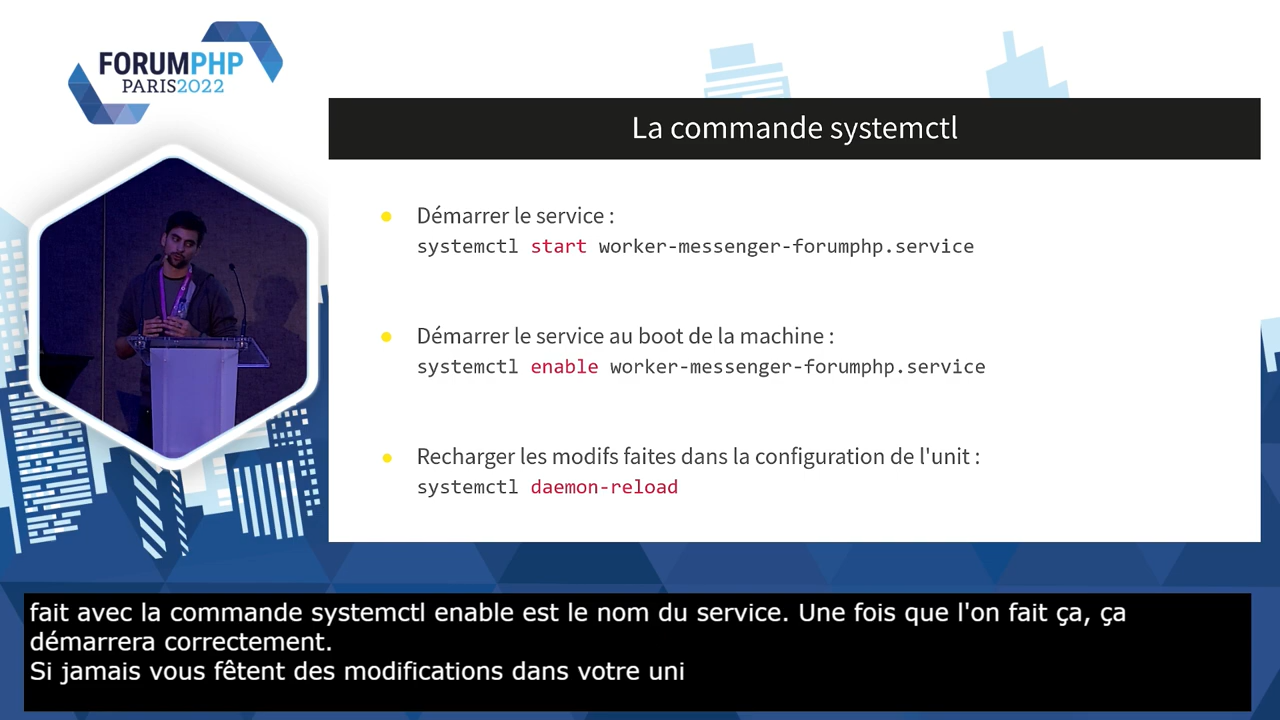 FORUMPHP
PARIS2022
La commande systemctl
Démarrer le service :
systemctl start worker-messenger-forumphp.service
Démarrer le service au boot de la machine :
systemctl enable worker-messenger-forumphp.service
Recharger les modifs faites dans la configuration de l'unit :
systemctl daemon-reload
fait avec la commande systemctl enable est le nom du service. Une fois que l'on fait ça, ça
démarrera correctement.
Si jamais vous fêtent des modifications dans votre uni